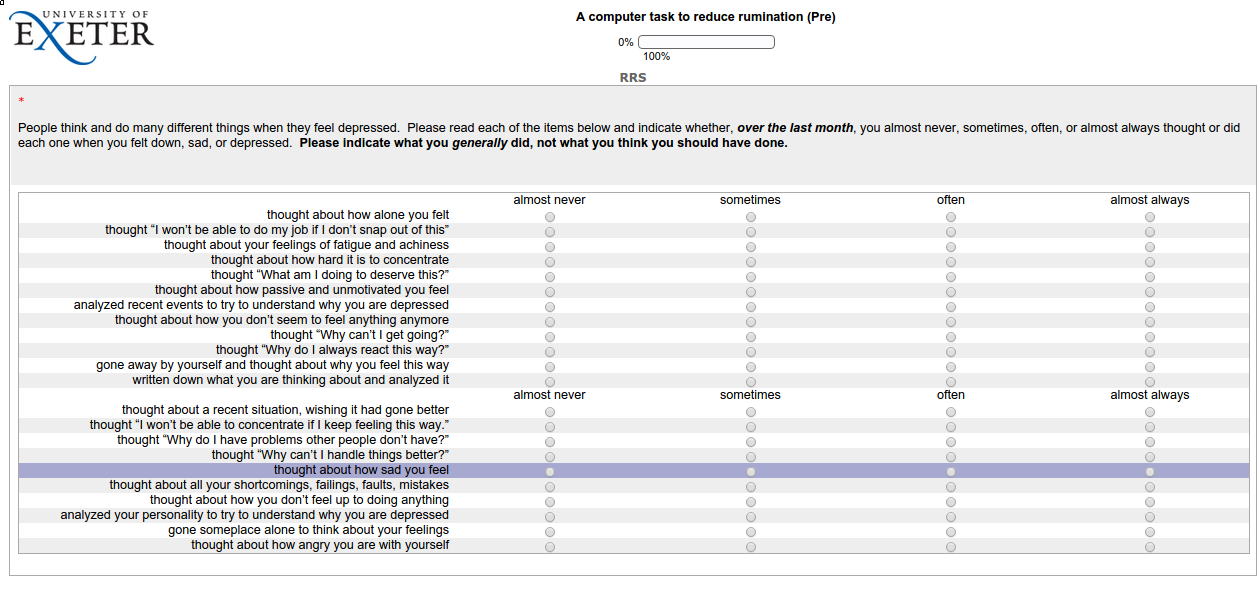 UNIVERSITY OF
EXETER
A computer task to reduce rumination (Pre)
0%
100%
RRS
*
People think and do many different things when they feel depressed.  Please read each of the items below and indicate whether, over the last month, you almost never, sometimes, often, or almost always thought or did
each one when you felt down, sad, or depressed.  Please indicate what you generally did, not what you think you should have done.
almost never sometimes often almost always
thought about how alone you felt
thought “I won’t be able to do my job if I don’t snap out of this”
thought about your feelings of fatigue and achiness
thought about how hard it is to concentrate
thought “What am I doing to deserve this?”
thought about how passive and unmotivated you feel
analyzed recent events to try to understand why you are depressed
thought about how you don’t seem to feel anything anymore
thought “Why can’t I get going?”
thought “Why do I always react this way?”
gone away by yourself and thought about why you feel this way
written down what you are thinking about and analyzed it
almost never sometimes often almost always
thought about a recent situation, wishing it had gone better
thought “I won’t be able to concentrate if I keep feeling this way.”
thought “Why do I have problems other people don’t have?”
thought “Why can’t I handle things better?”
thought about how sad you feel
thought about all your shortcomings, failings, faults, mistakes
thought about how you don’t feel up to doing anything
analyzed your personality to try to understand why you are depressed
gone someplace alone to think about your feelings
thought about how angry you are with yourself